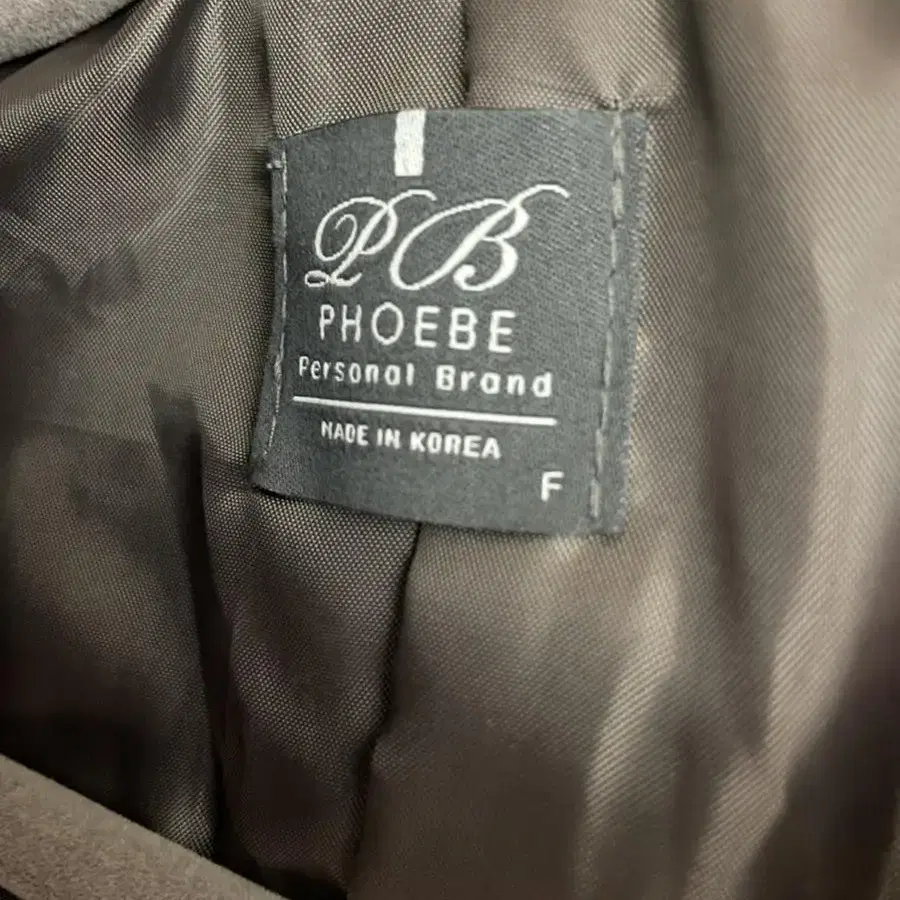 PB
PHOEBE
Personal Brand
MADE IN KOREA
F